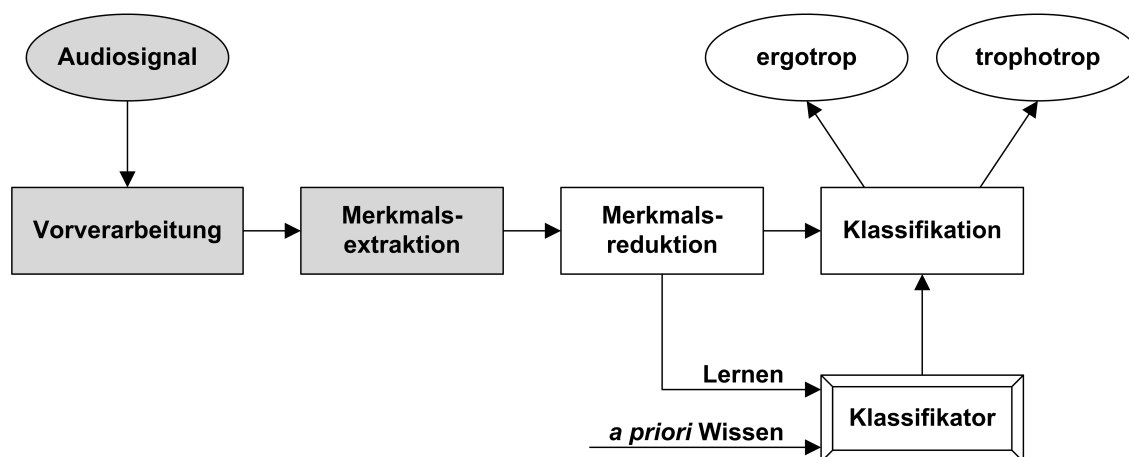 Audiosignal
ergotrop
trophotrop
Vorverarbeitung
Merkmals-
extraktion
Merkmals-
reduktion
Klassifikation
Lernen
a priori Wissen
Klassifikator